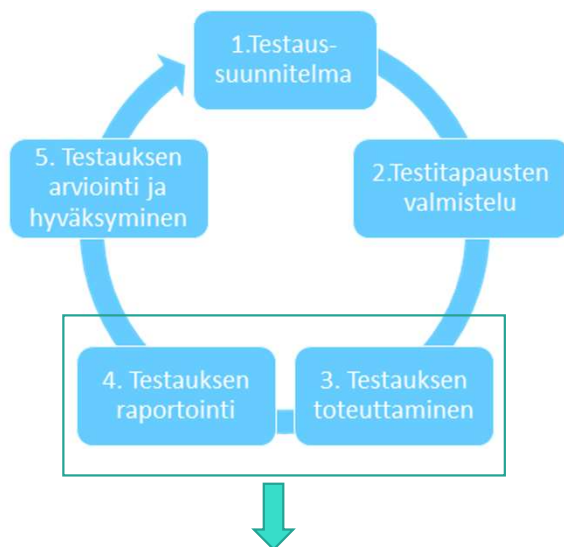 1.Testaus-
suunnitelma
2.Testitapausten
valmistelu
3. Testauksen
toteuttaminen
4. Testauksen
raportointi
5. Testauksen
arviointi ja
hyväksyminen